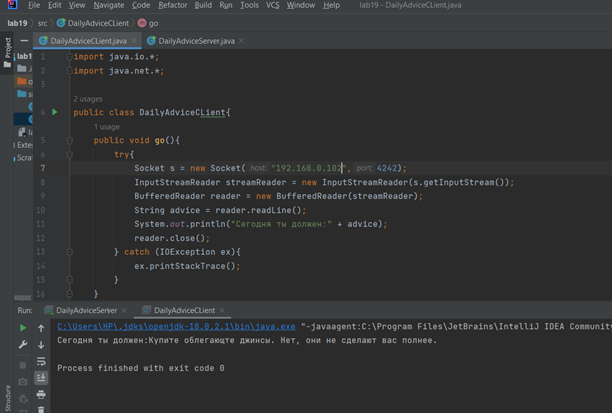 File Edit View Navigate Code Refactor Build Run Tools VCS Window Help lab19 - DailyAdviceCLient.java
lab19 src DailyAdviceCLient go
DailyAdviceCLient.java DailyAdviceServer.java
Project
1 import java.io.*;
2 import java.net.*;
3
2 usages
4 public class DailyAdviceCLient{
1 usage
5 public void go(){
6 try{
7 Socket s = new Socket( host: "192.168.0.102", port: 4242);
8 InputStreamReader streamReader = new InputStreamReader(s.getInputStream());
9 BufferedReader reader = new BufferedReader(streamReader);
10 String advice = reader.readLine();
11 System.out.println("Сегодня ты должен:" + advice);
12 reader.close();
13 } catch (IOException ex){
14 ex.printStackTrace();
15 }
16 }
Run: DailyAdviceServer DailyAdviceCLient
C:\Users\HP\.jdks\openjdk-18.0.2.1\bin\java.exe "-javaagent:C:\Program Files\JetBrains\IntelliJ IDEA Community
Сегодня ты должен:Купите облегающте джинсы. Нет, они не сделают вас полнее.
Process finished with exit code 0
Structure